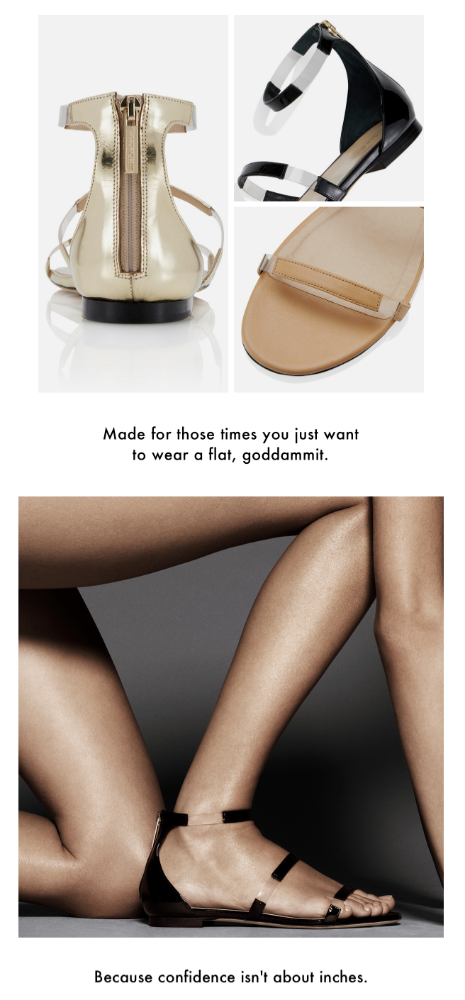 Made for those times you just want
to wear a flat, goddammit.
Because confidence isn't about inches.